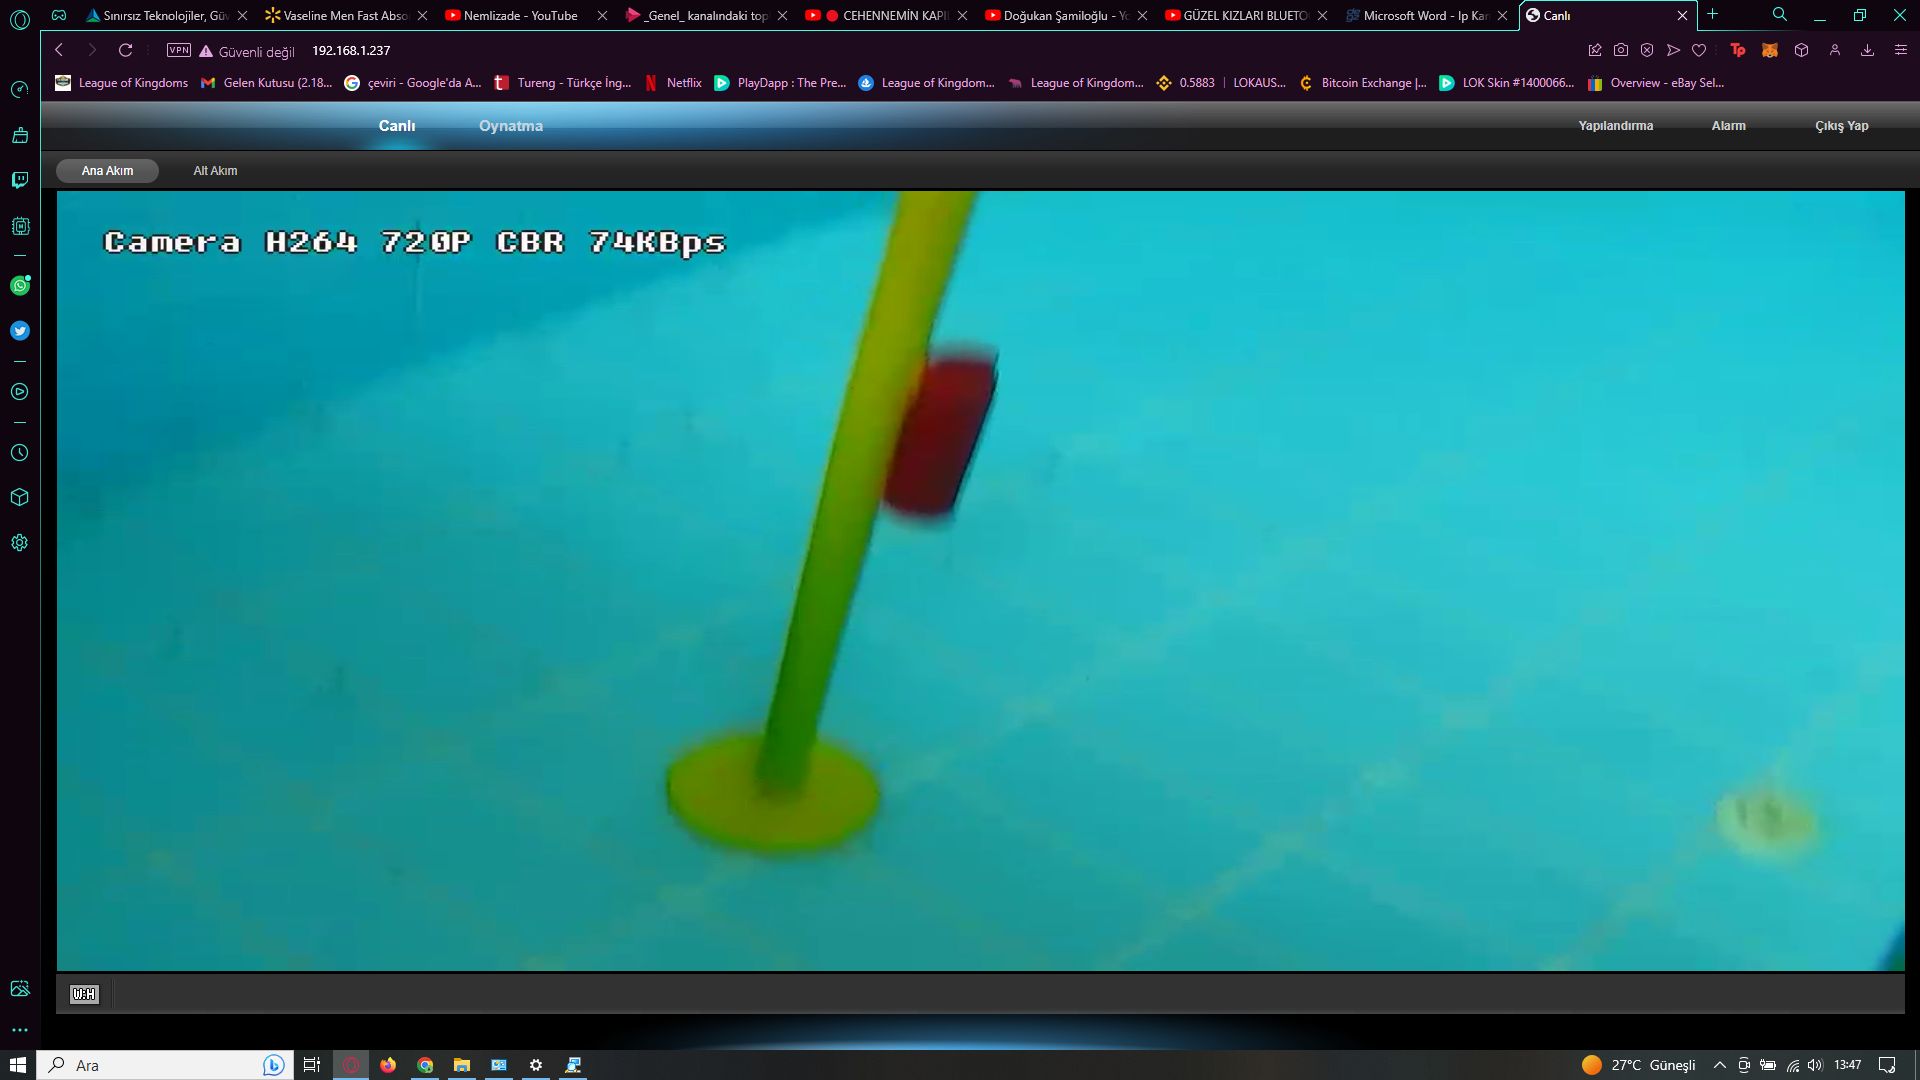 Sınırsız Teknolojiler, Gü
Vaseline Men Fast Abso
Nemlizade - YouTube
_Genel_ kanalındaki top
CEHENNEMİN KAPI
Doğukan Şamiloğlu - Yo
GÜZEL KIZLARI BLUETO
Microsoft Word - Ip Kam
Canlı
VPN
Güvenli değil
192.168.1.237
League of Kingdoms
Gelen Kutusu (2.18...
çeviri - Google'da A...
Tureng - Türkçe İng...
Netflix
PlayDapp : The Pre...
League of Kingdom...
League of Kingdom...
0.5883 | LOKAUS...
Bitcoin Exchange |...
LOK Skin #1400066...
Overview - eBay Sel...
Canlı
Oynatma
Yapılandırma
Alarm
Çıkış Yap
Ana Akım
Alt Akım
Camera H264 720P CBR 74KBps
W:H
Ara
27°C Güneşli
13:47